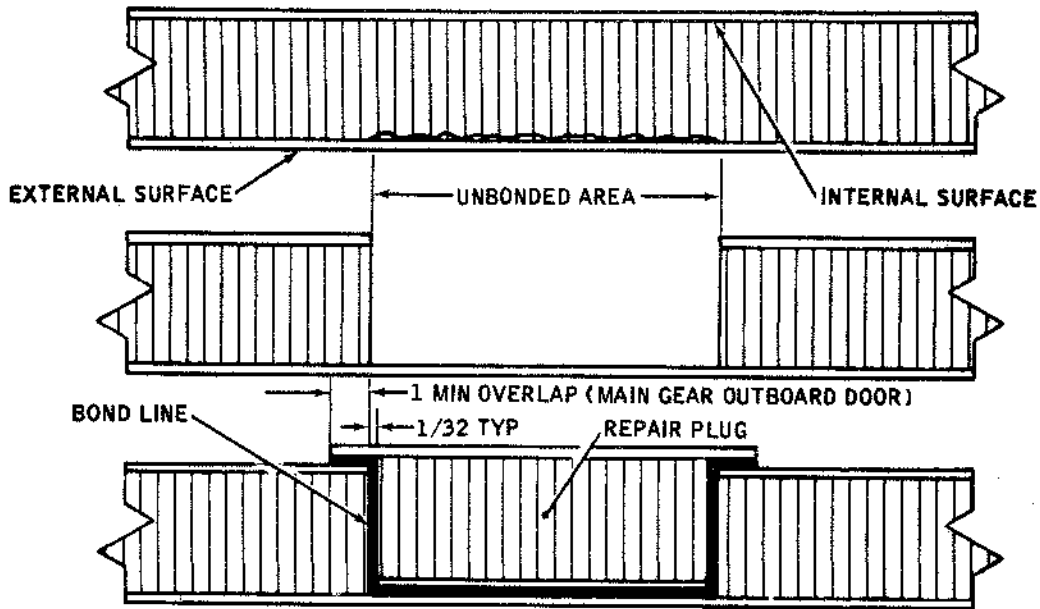 EXTERNAL SURFACE
UNBONDED AREA
INTERNAL SURFACE
1 MIN OVERLAP (MAIN GEAR OUTBOARD DOOR)
BOND LINE
1/32 TYP
REPAIR PLUG